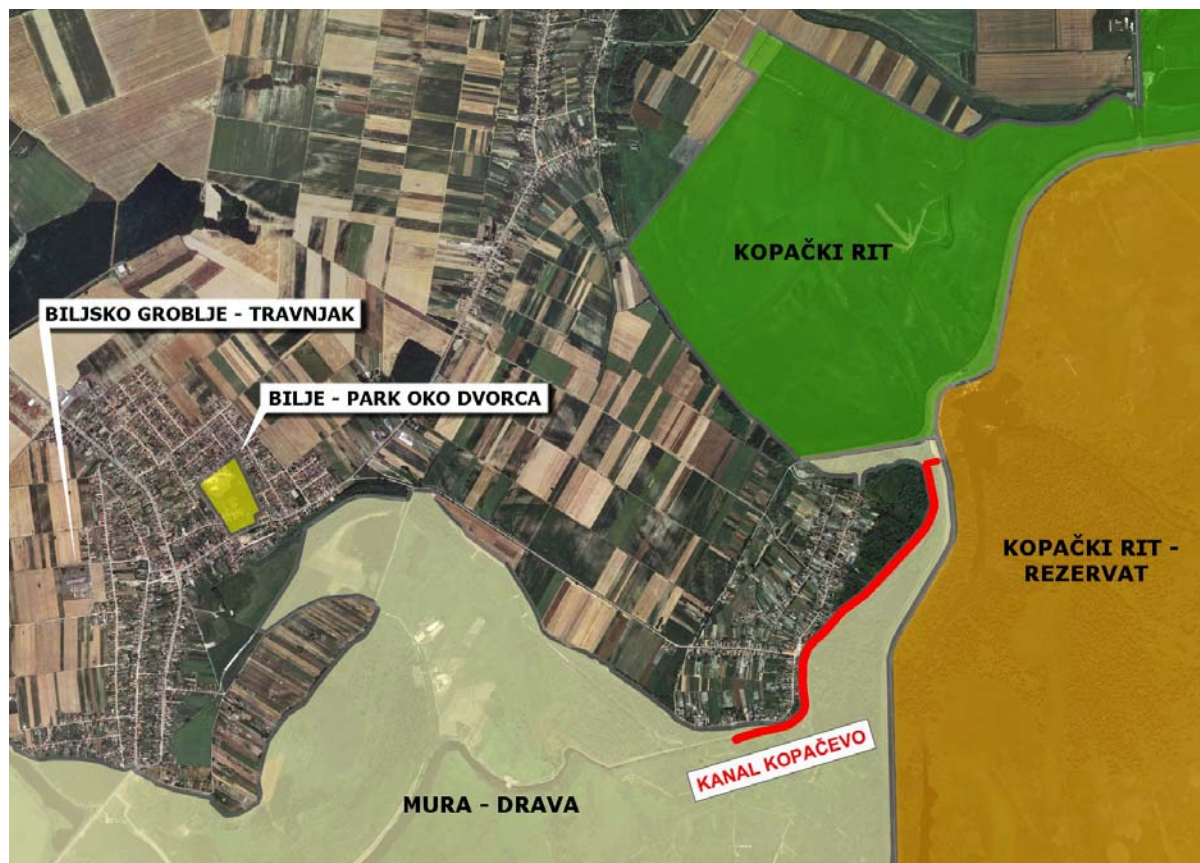 KOPAČKI RIT
BILJSKO GROBLJE - TRAVNJAK
BILJE - PARK OKO DVORCA
KOPAČKI RIT -
REZERVAT
KANAL KOPAČEVO
MURA - DRAVA